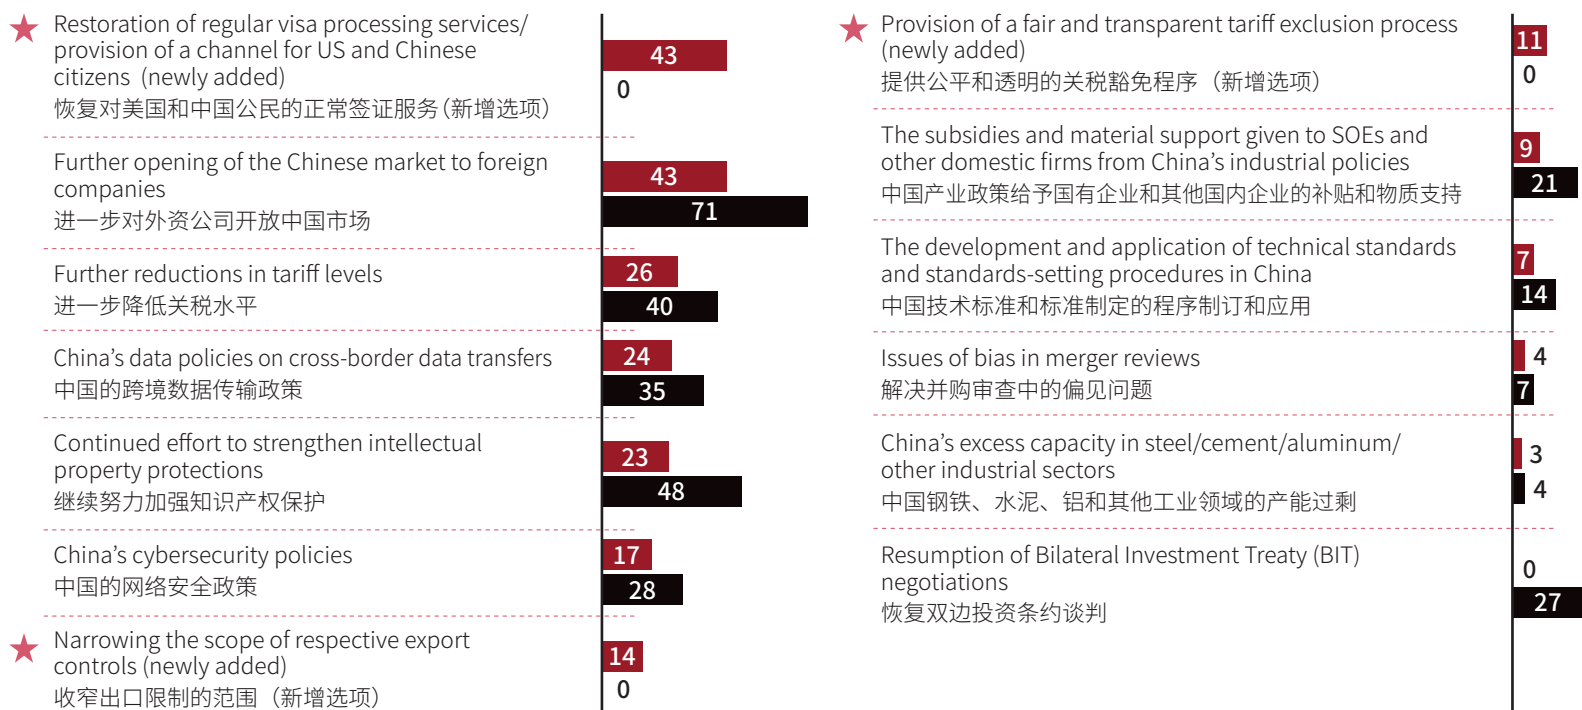 Restoration of regular visa processing services/
provision of a channel for US and Chinese
citizens (newly added)
恢复对美国和中国公民的正常签证服务（新增选项）
43
0
Further opening of the Chinese market to foreign
companies
进一步对外资公司开放中国市场
43
71
Further reductions in tariff levels
进一步降低关税水平
26
40
China’s data policies on cross-border data transfers
中国的跨境数据传输政策
24
35
Continued effort to strengthen intellectual
property protections
继续努力加强知识产权保护
23
48
China’s cybersecurity policies
中国的网络安全政策
17
28
Narrowing the scope of respective export
controls (newly added)
收窄出口限制的范围（新增选项）
14
0
Provision of a fair and transparent tariff exclusion process
(newly added)
提供公平和透明的关税豁免程序（新增选项）
11
0
The subsidies and material support given to SOEs and
other domestic firms from China’s industrial policies
中国产业政策给予国有企业和其他国内企业的补贴和物质支持
9
21
The development and application of technical standards
and standards-setting procedures in China
中国技术标准和标准制定的程序制订和应用
7
14
Issues of bias in merger reviews
解决并购审查中的偏见问题
4
7
China’s excess capacity in steel/cement/aluminum/
other industrial sectors
中国钢铁、水泥、铝和其他工业领域的产能过剩
3
4
Resumption of Bilateral Investment Treaty (BIT)
negotiations
恢复双边投资条约谈判
0
27